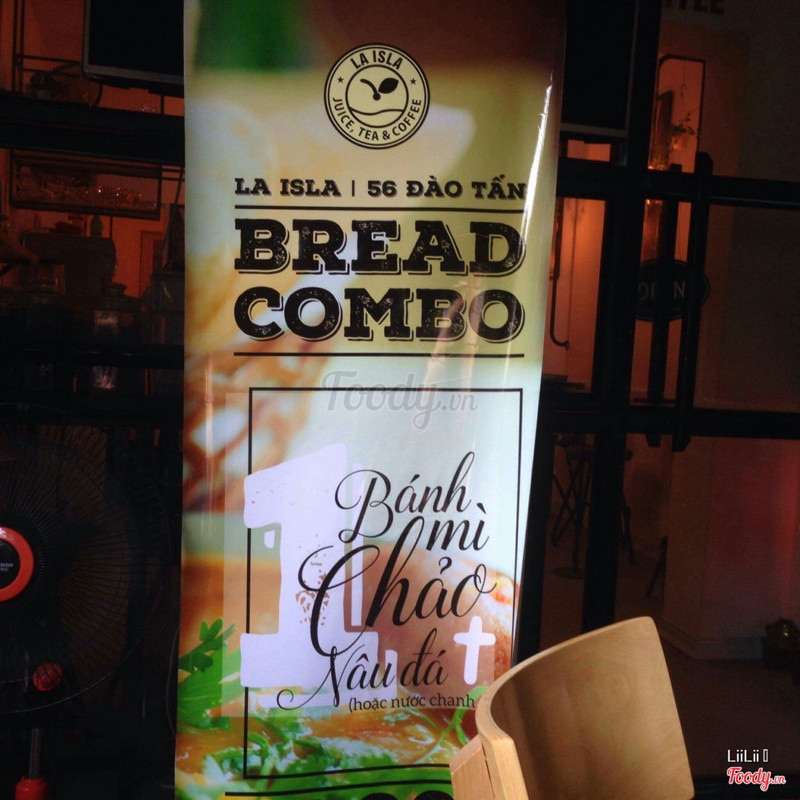 LA ISLA
JUICE, TEA & COFFEE
LA ISLA | 56 ĐÀO TẤN
BREAD
COMBO
Foody.vn
1
Bánh
mì
Chảo
Nâu đá
(hoặc nước chanh
LiiLii
Foody.vn